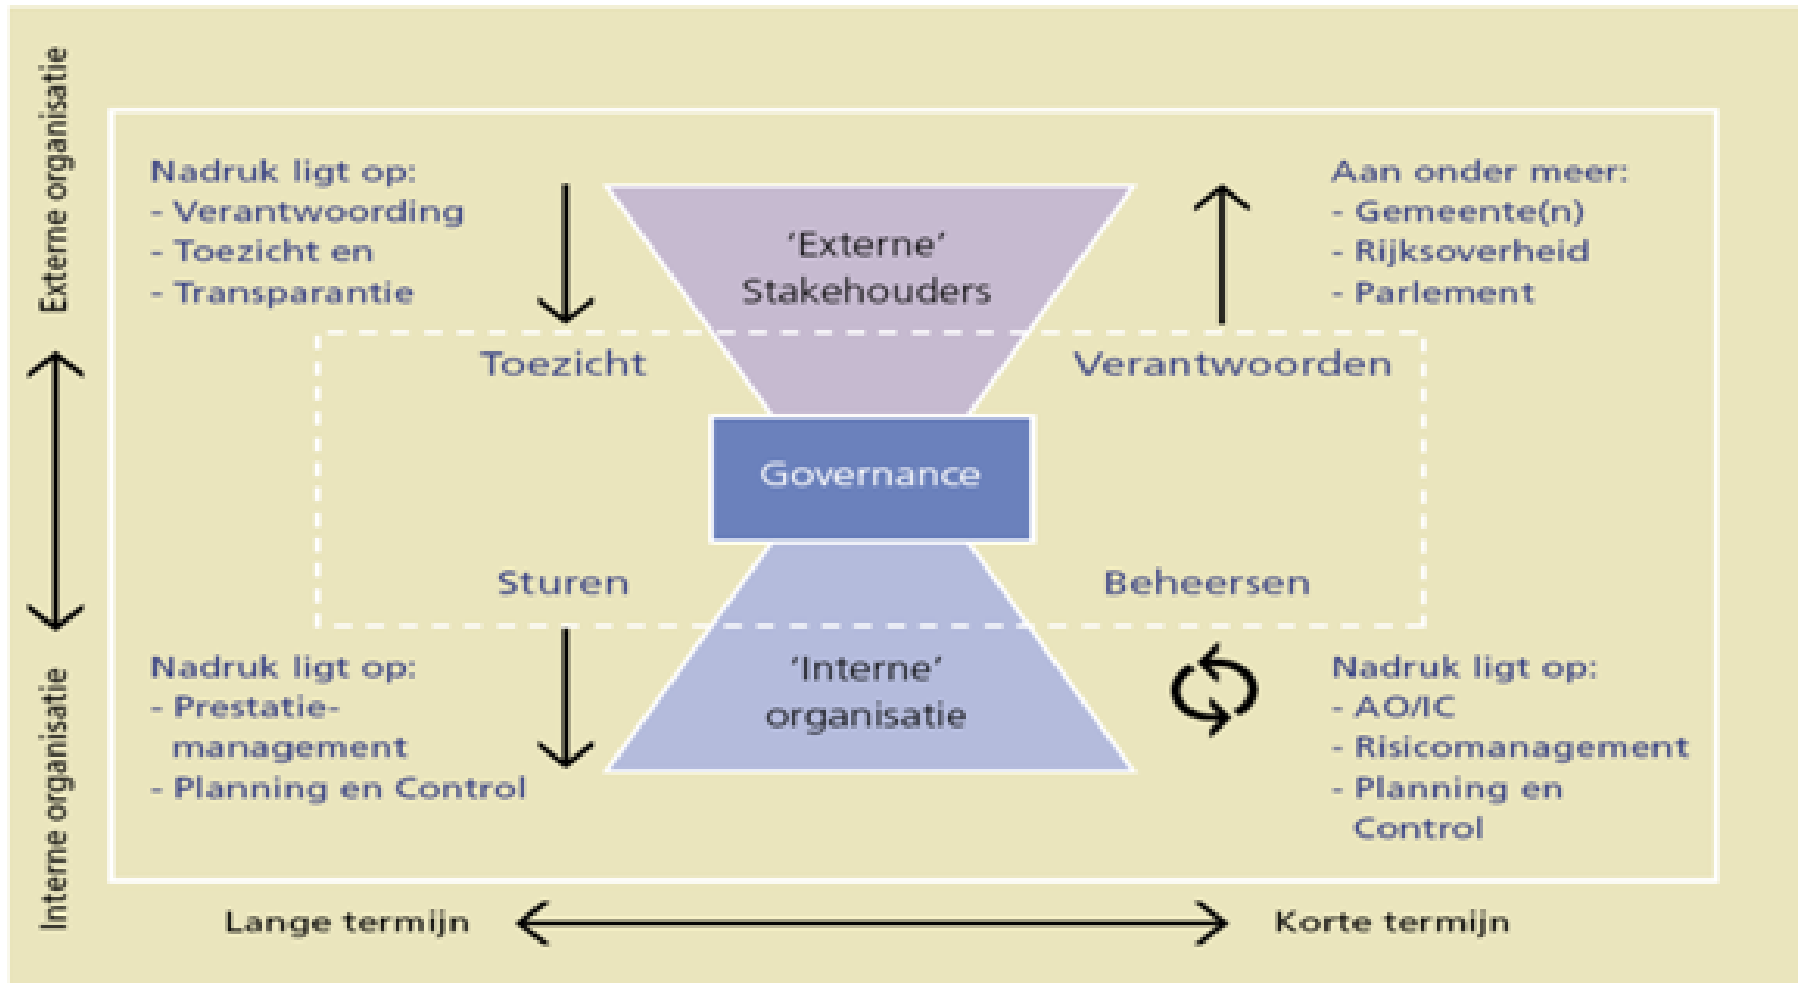 Externe organisatie
Interne organisatie
Nadruk ligt op:
- Verantwoording
- Toezicht en
- Transparantie
'Externe'
Stakehouders
Aan onder meer:
- Gemeente(n)
- Rijksoverheid
- Parlement
Toezicht
Verantwoorden
Governance
Sturen
Beheersen
Nadruk ligt op:
- Prestatie-
management
- Planning en Control
'Interne'
organisatie
Nadruk ligt op:
- AO/IC
- Risicomanagement
- Planning en
Control
Lange termijn
Korte termijn